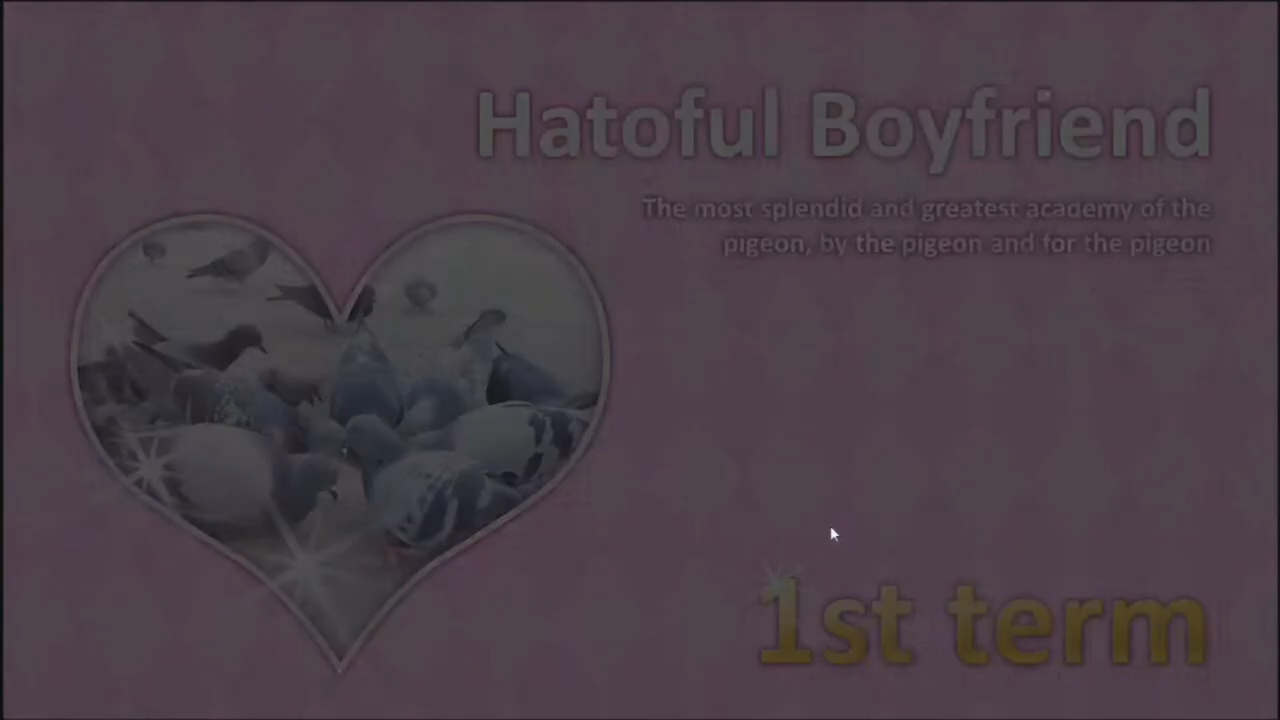 Hatoful Boyfriend
The most splendid and greatest academy of the
pigeon, by the pigeon and for the pigeon
1st term